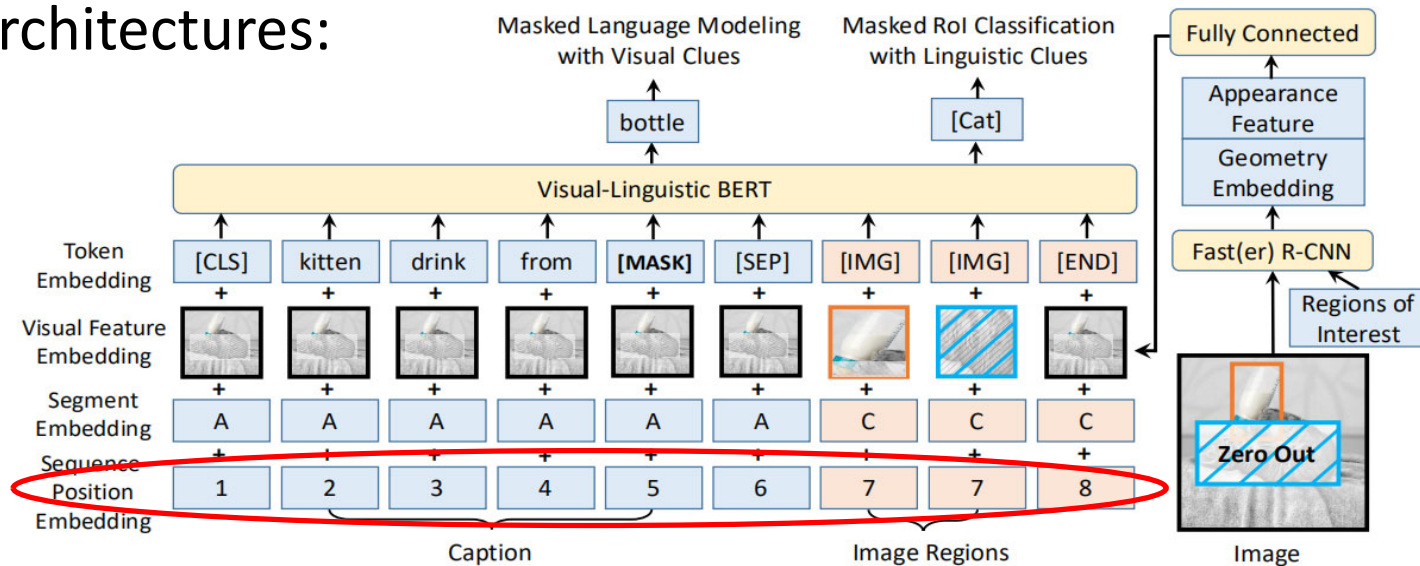 rchitectures:
Masked Language Modeling
with Visual Clues
Masked RoI Classification
with Linguistic Clues
Fully Connected
Appearance
Feature
Geometry
Embedding
Fast(er) R-CNN
Regions of
Interest
bottle
[Cat]
Visual-Linguistic BERT
Token
Embedding
[CLS] kitten drink from [MASK] [SEP] [IMG] [IMG] [END]
+ + + + + + + + +
Visual Feature
Embedding
+ + + + + + + + +
Segment
Embedding
A A A A A A C C C
+ + + + + + + + +
Sequence
Position
Embedding
1 2 3 4 5 6 7 7 8
Caption
Image Regions
Zero Out
Image